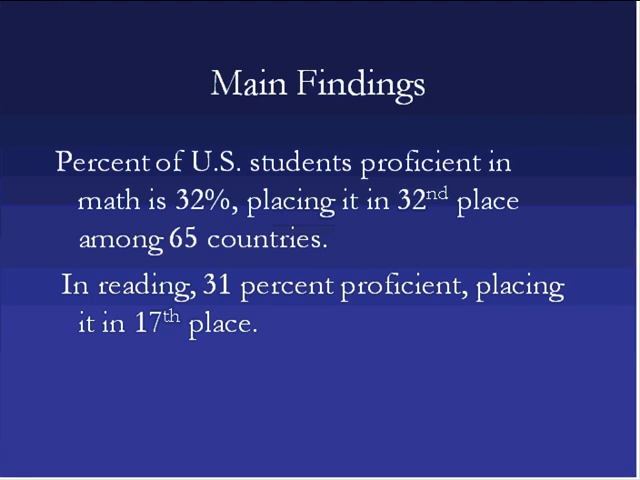 Main Findings
Percent of U.S. students proficient in
math is 32%, placing it in 32nd place
among 65 countries.
In reading, 31 percent proficient, placing
it in 17th place.